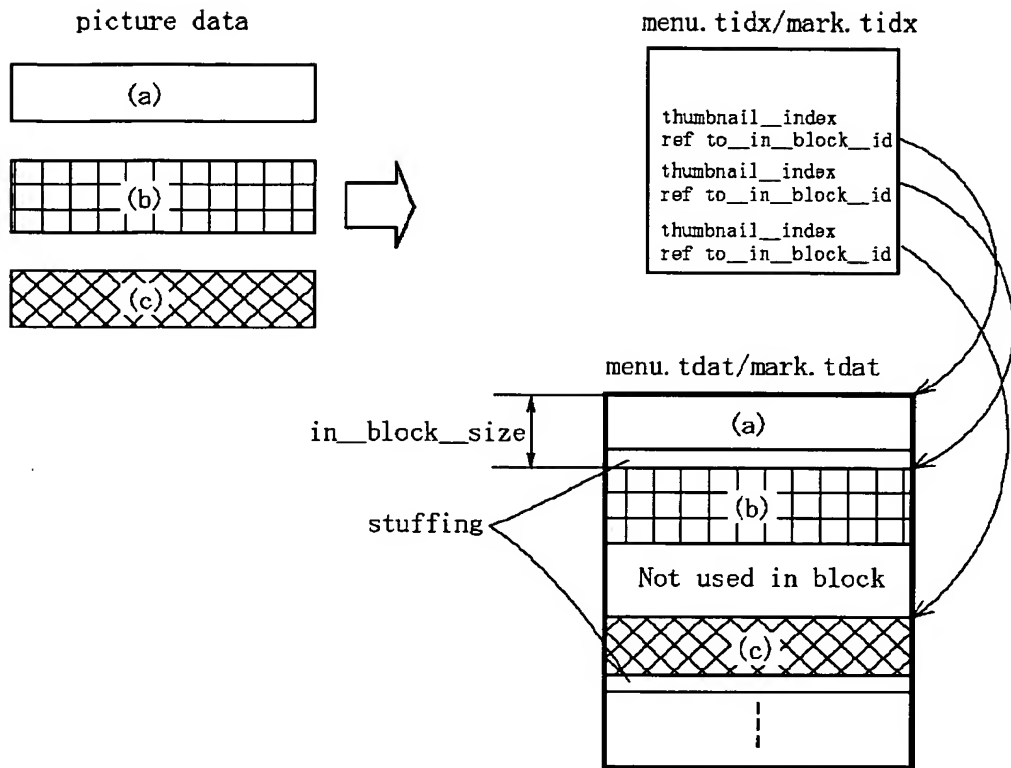 picture data
(a)
(b)
(c)
menu.tidx/mark.tidx
thumbnail__index
ref to__in__block__id
thumbnail__index
ref to__in__block__id
thumbnail__index
ref to__in__block__id
menu.tdat/mark.tdat
in__block__size
(a)
stuffing
(b)
Not used in block
(c)